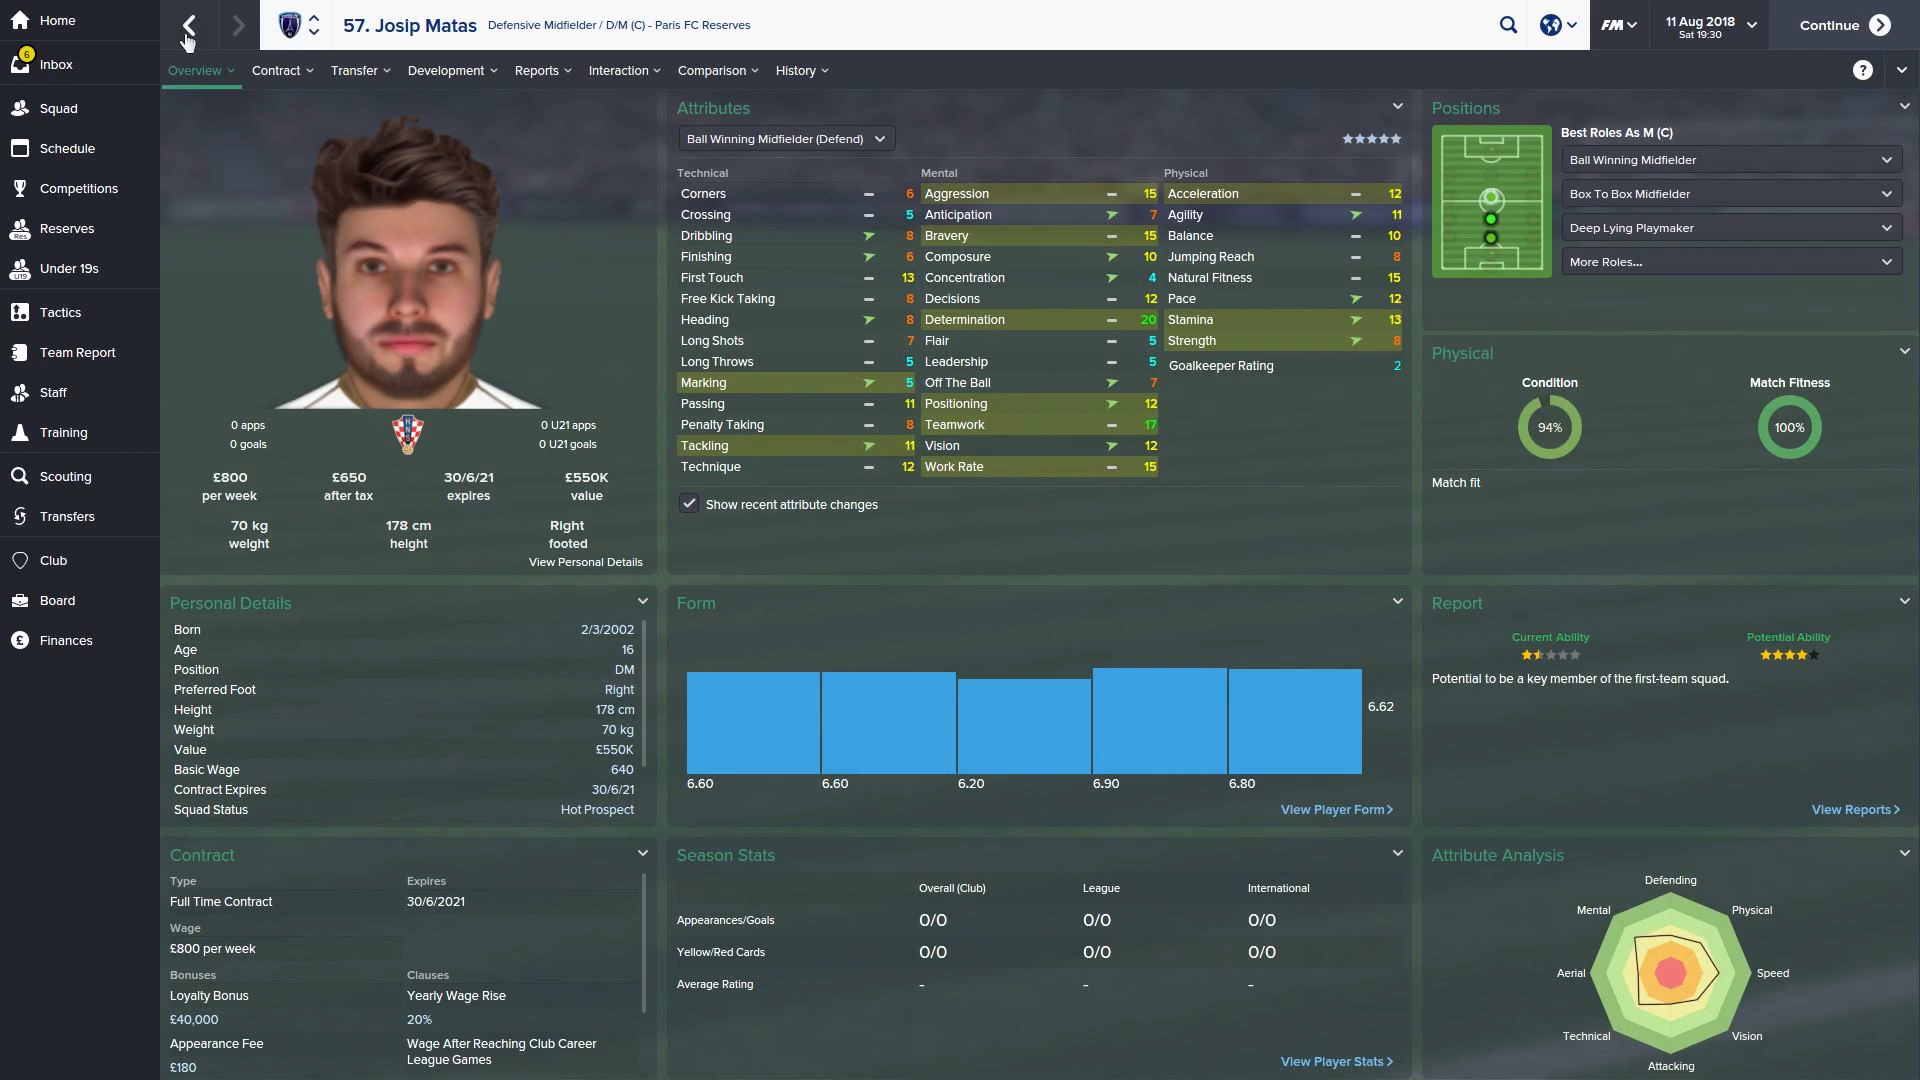 57. Josip Matas
Defensive Midfielder / D/M (C) - Paris FC Reserves
FM
11 Aug 2018
Sat 19:30
Continue
Home
6
Inbox
Squad
Schedule
Competitions
Res
Reserves
U19
Under 19s
Tactics
Team Report
Staff
Training
Scouting
Transfers
Club
Board
£
Finances
Overview
Contract
Transfer
Development
Reports
Interaction
Comparison
History
?
0 apps
0 goals
0 U21 apps
0 U21 goals
£800
per week
£650
after tax
30/6/21
expires
£550K
value
70 kg
weight
178 cm
height
Right
footed
View Personal Details
Attributes
Ball Winning Midfielder (Defend)
Technical
Corners 6
Crossing 5
Dribbling 8
Finishing 6
First Touch 13
Free Kick Taking 8
Heading 8
Long Shots 7
Long Throws 5
Marking 5
Passing 11
Penalty Taking 8
Tackling 11
Technique 12
Mental
Aggression 15
Anticipation 7
Bravery 15
Composure 10
Concentration 4
Decisions 12
Determination 20
Flair 5
Leadership 5
Off The Ball 7
Positioning 12
Teamwork 17
Vision 12
Work Rate 15
Physical
Acceleration 12
Agility 11
Balance 10
Jumping Reach 8
Natural Fitness 15
Pace 12
Stamina 13
Strength 8
Goalkeeper Rating 2
Show recent attribute changes
Positions
Best Roles As M (C)
Ball Winning Midfielder
Box To Box Midfielder
Deep Lying Playmaker
More Roles...
Physical
Condition
94%
Match Fitness
100%
Match fit
Personal Details
Born 2/3/2002
Age 16
Position DM
Preferred Foot Right
Height 178 cm
Weight 70 kg
Value £550K
Basic Wage 640
Contract Expires 30/6/21
Squad Status Hot Prospect
Form
6.62
6.60 6.60 6.20 6.90 6.80
View Player Form
Report
Current Ability
Potential Ability
Potential to be a key member of the first-team squad.
View Reports
Contract
Type
Full Time Contract
Expires
30/6/2021
Wage
£800 per week
Bonuses
Loyalty Bonus
£40,000
Appearance Fee
£180
Clauses
Yearly Wage Rise
20%
Wage After Reaching Club Career
League Games
Season Stats
Overall (Club) League International
Appearances/Goals 0/0 0/0 0/0
Yellow/Red Cards 0/0 0/0 0/0
Average Rating - - -
View Player Stats
Attribute Analysis
Defending
Mental
Physical
Aerial
Speed
Technical
Vision
Attacking